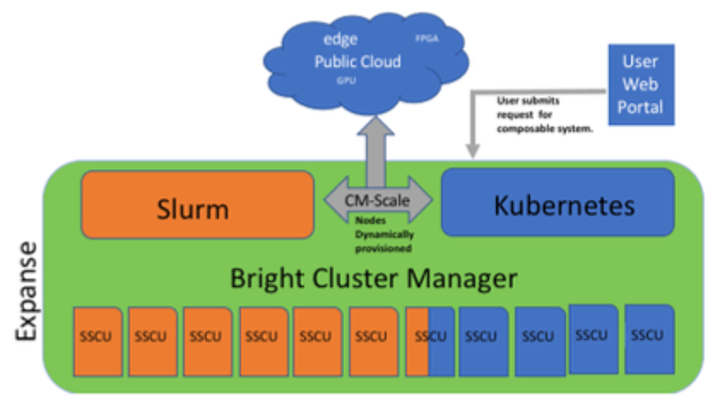 edge
FPGA
Public Cloud
GPU
User
Web
Portal
User submits
request for
composable system.
Slurm
CM-Scale
Nodes
Dynamically
provisioned
Kubernetes
Bright Cluster Manager
Expanse
SSCU
SSCU
SSCU
SSCU
SSCU
SSCU
SSCU
SSCU
SSCU
SSCU
SSCU